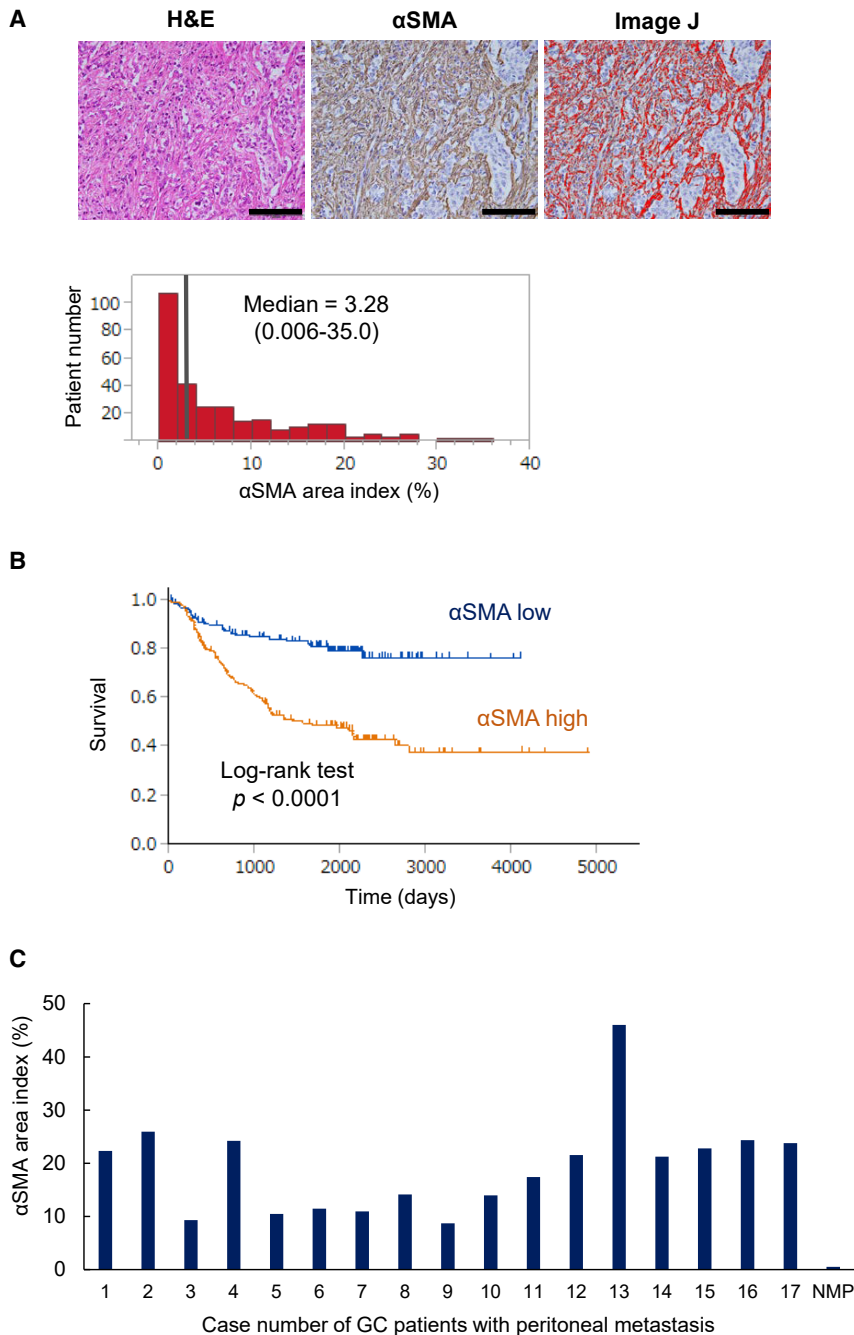 A
H&E
αSMA
Image J
Patient number
100
80
60
40
20
Median = 3.28
(0.006-35.0)
0
10
20
30
40
αSMA area index (%)
B
Survival
1.0
0.8
0.6
0.4
0.2
0.0
αSMA low
αSMA high
Log-rank test
p < 0.0001
0
1000
2000
3000
4000
5000
Time (days)
C
αSMA area index (%)
50
40
30
20
10
0
1 2 3 4 5 6 7 8 9 10 11 12 13 14 15 16 17 NMP
Case number of GC patients with peritoneal metastasis